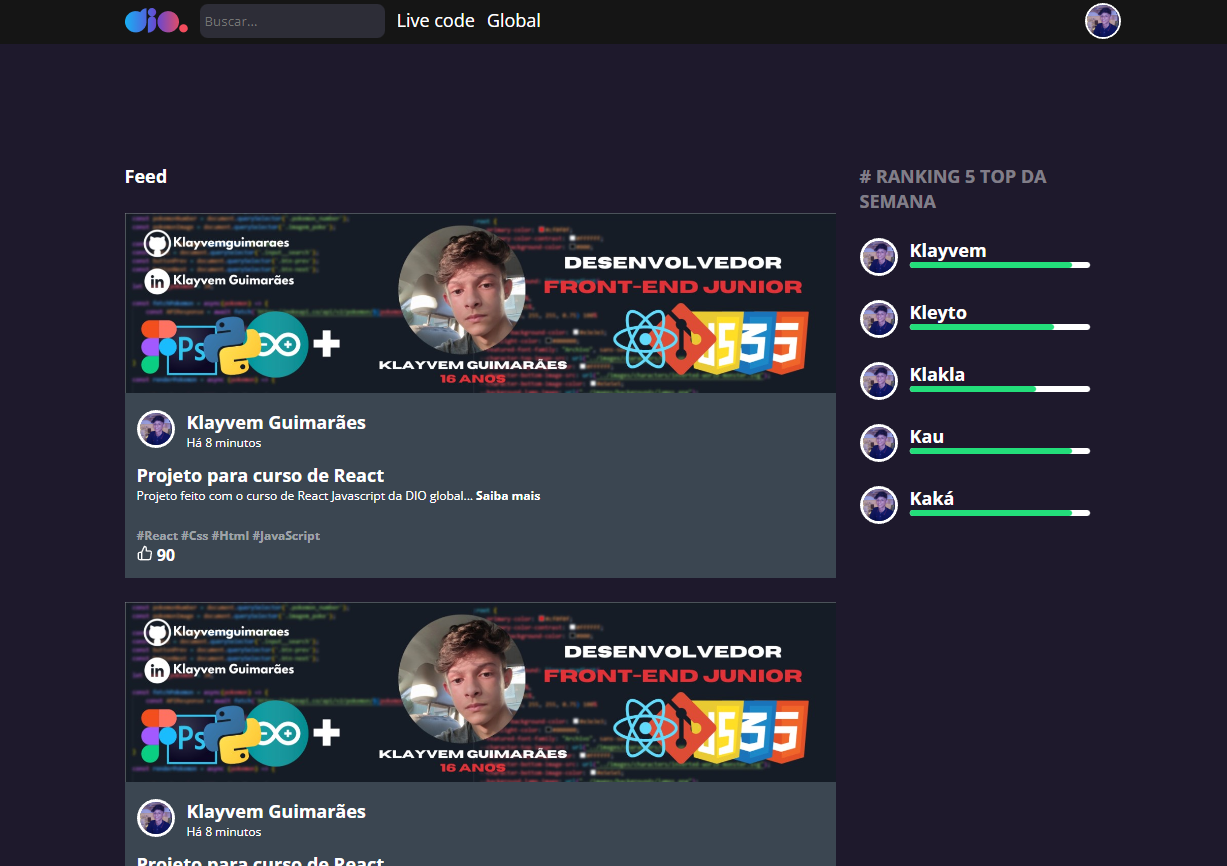 dio.
Buscar...
Live code
Global
Feed
Klayvemguimaraes
Klayvem Guimarães
in
Ps
DESENVOLVEDOR
FRONT-END JUNIOR
KLAYVEM GUIMARÃES
16 ANOS
Klayvem Guimarães
Há 8 minutos
Projeto para curso de React
Projeto feito com o curso de React Javascript da DIO global... Saiba mais
#React #Css #Html #JavaScript
90
Klayvemguimaraes
Klayvem Guimarães
in
Ps
DESENVOLVEDOR
FRONT-END JUNIOR
KLAYVEM GUIMARÃES
16 ANOS
Klayvem Guimarães
Há 8 minutos
Projeto para curso de React
# RANKING 5 TOP DA
SEMANA
Klayvem
Kleyto
Klakla
Kau
Kaká